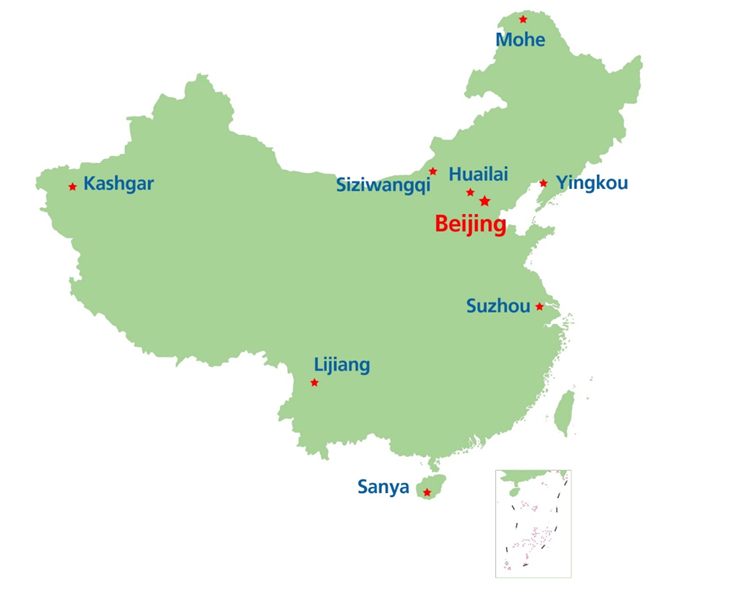 Mohe
Huailai
Kashgar
Siziwangqi
Yingkou
Beijing
Suzhou
Lijiang
Sanya